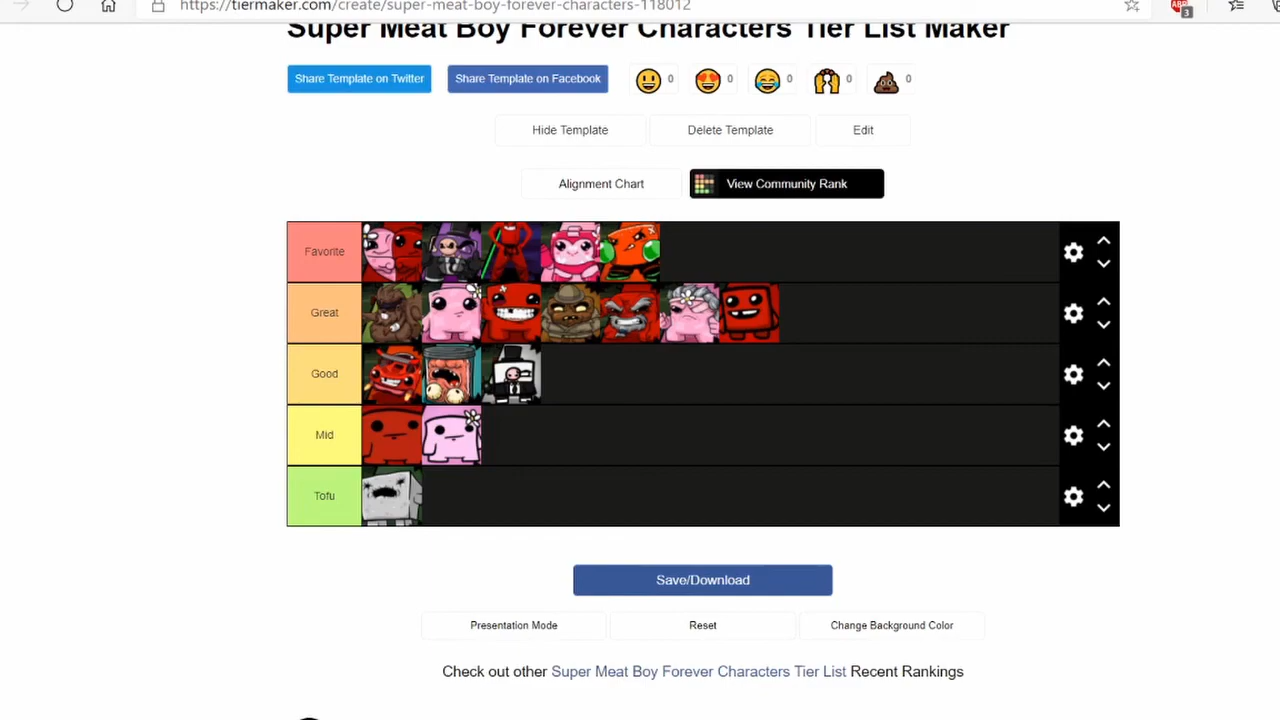 https://tiermaker.com/create/super-meat-boy-forever-characters-118012
ABP
3
Super Meat Boy Forever Characters Tier List Maker
Share Template on Twitter
Share Template on Facebook
0
0
0
0
0
Hide Template
Delete Template
Edit
Alignment Chart
View Community Rank
Favorite
Great
Good
Mid
Tofu
Save/Download
Presentation Mode
Reset
Change Background Color
Check out other Super Meat Boy Forever Characters Tier List Recent Rankings